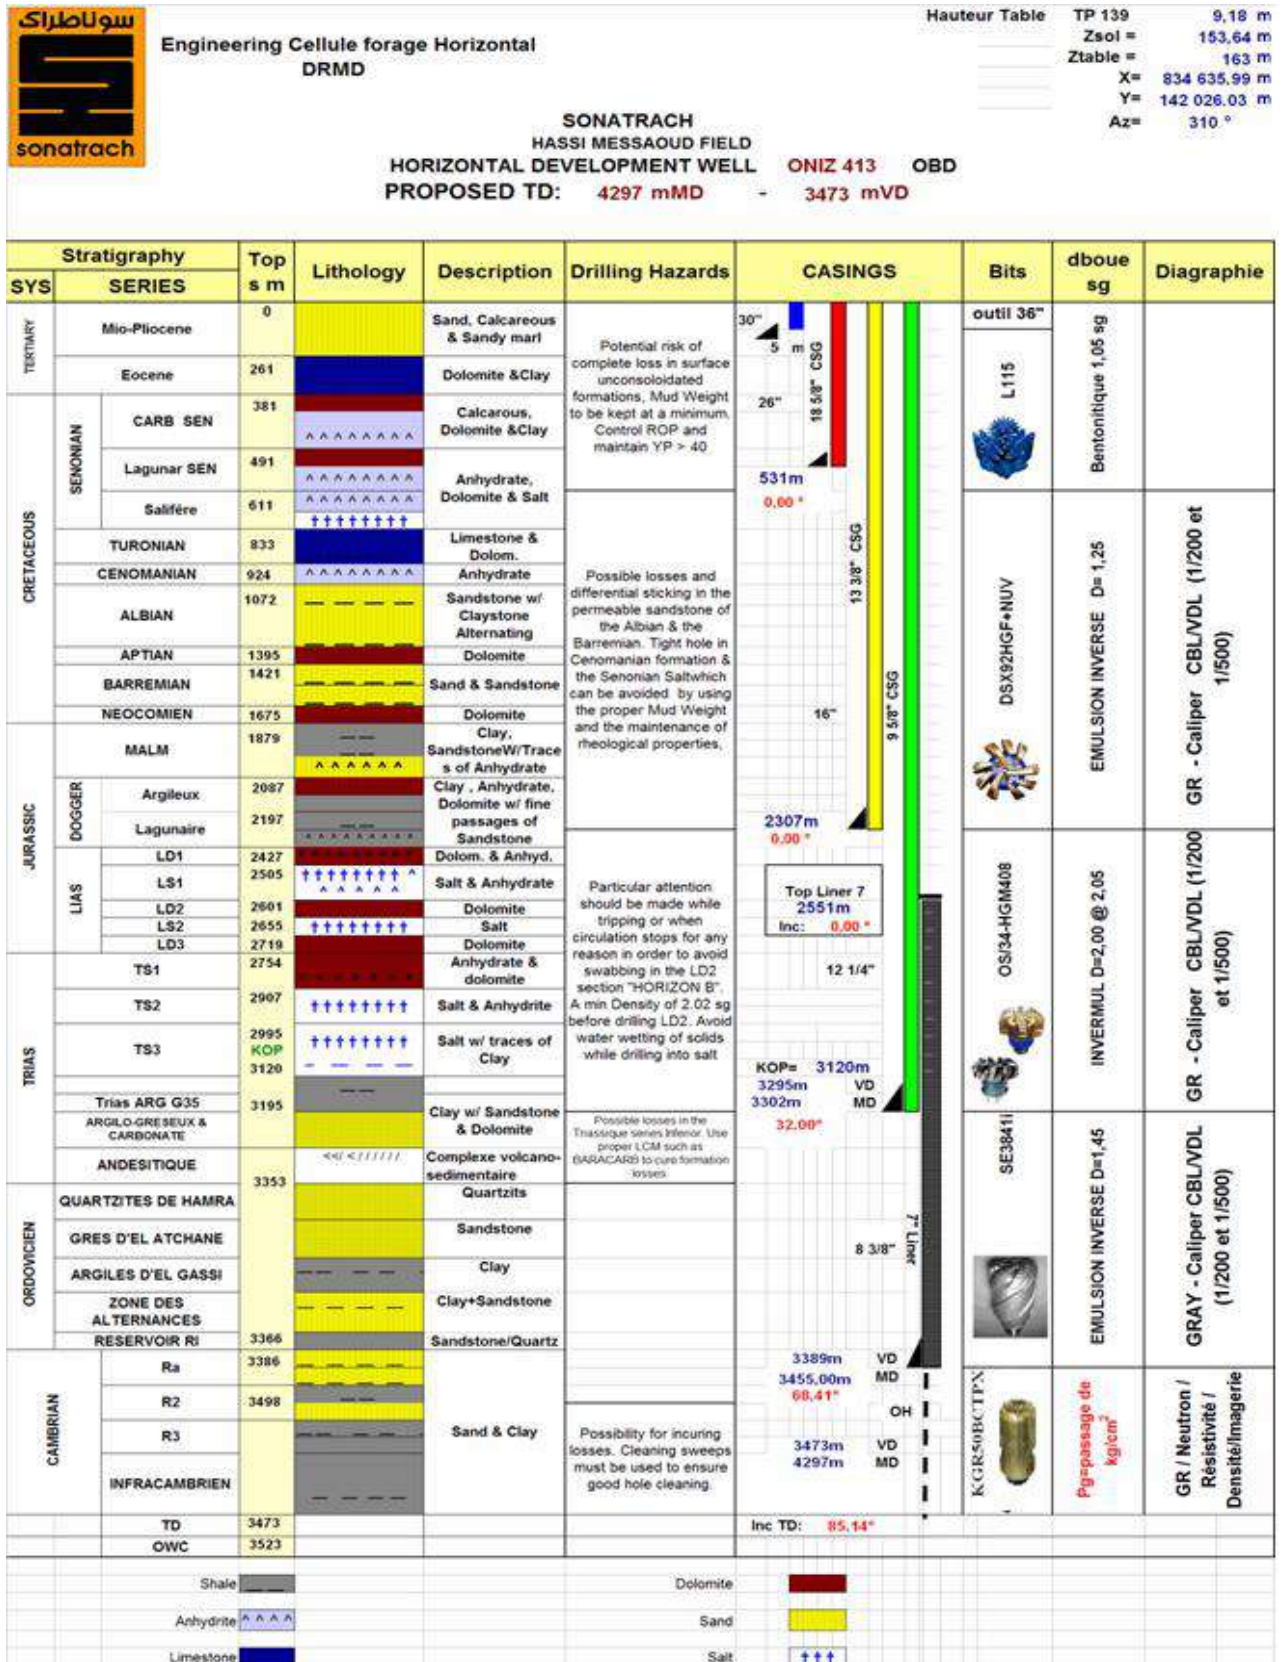 سوناطراك
sonatrach
Engineering Cellule forage Horizontal
DRMD
Hauteur Table TP 139 9,18 m
Zsol = 153,64 m
Ztable = 163 m
X= 834 635.99 m
Y= 142 026.03 m
Az= 310 °
SONATRACH
HASSI MESSAOUD FIELD
HORIZONTAL DEVELOPMENT WELL ONIZ 413 OBD
PROPOSED TD: 4297 mMD - 3473 mVD
Stratigraphy
SYS SERIES
Top
s m
Lithology
Description
Drilling Hazards
CASINGS
Bits
dboue
sg
Diagraphie
TERTIARY
CRETACEOUS
JURASSIC
TRIAS
ORDOVICIEN
CAMBRIAN
SENONIAN
DOGGER
LIAS
Mio-Pliocene
Eocene
CARB SEN
Lagunar SEN
Salifére
TURONIAN
CENOMANIAN
ALBIAN
APTIAN
BARREMIAN
NEOCOMIEN
MALM
Argileux
Lagunaire
LD1
LS1
LD2
LS2
LD3
TS1
TS2
TS3
Trias ARG G35
ARGILO-GRESEUX &
CARBONATE
ANDESITIQUE
QUARTZITES DE HAMRA
GRES D'EL ATCHANE
ARGILES D'EL GASSI
ZONE DES
ALTERNANCES
RESERVOIR RI
Ra
R2
R3
INFRACAMBRIEN
TD
OWC
0
261
381
491
611
833
924
1072
1395
1421
1675
1879
2087
2197
2427
2505
2601
2655
2719
2754
2907
2995
KOP
3120
3195
3353
3366
3386
3498
3473
3523
Sand, Calcareous
& Sandy marl
Dolomite &Clay
Calcarous,
Dolomite &Clay
Anhydrate,
Dolomite & Salt
Limestone &
Dolom.
Anhydrate
Sandstone w/
Claystone
Alternating
Dolomite
Sand & Sandstone
Dolomite
Clay,
SandstoneW/Trace
s of Anhydrate
Clay , Anhydrate,
Dolomite w/ fine
passages of
Sandstone
Dolom. & Anhyd.
Salt & Anhydrate
Dolomite
Salt
Dolomite
Anhydrate &
dolomite
Salt & Anhydrite
Salt w/ traces of
Clay
Clay w/ Sandstone
& Dolomite
Complexe volcano-
sedimentaire
Quartzits
Sandstone
Clay
Clay+Sandstone
Sandstone/Quartz
Sand & Clay
Potential risk of
complete loss in surface
unconsoloidated
formations, Mud Weight
to be kept at a minimum.
Control ROP and
maintain YP > 40
Possible losses and
differential sticking in the
permeable sandstone of
the Albian & the
Barremian. Tight hole in
Cenomanian formation &
the Senonian Saltwhich
can be avoided by using
the proper Mud Weight
and the maintenance of
rheological properties,
Particular attention
should be made while
tripping or when
circulation stops for any
reason in order to avoid
swabbing in the LD2
section "HORIZON B".
A min Density of 2.02 sg
before drilling LD2. Avoid
water wetting of solids
while drilling into salt
Possible losses in the
Triassique series Inferior. Use
proper LCM such as
BARACARB to cure formation
losses
Possibility for incuring
losses. Cleaning sweeps
must be used to ensure
good hole cleaning.
30"
5 m
26"
18 5/8" CSG
531m
0,00 °
13 3/8" CSG
16"
9 5/8" CSG
2307m
0.00 °
Top Liner 7
2551m
Inc: 0,00 °
12 1/4"
KOP= 3120m
3295m VD
3302m MD
32.00°
7" Liner
8 3/8"
3389m VD
3455,00m MD
68,41°
OH
3473m VD
4297m MD
Inc TD: 85,14°
outil 36"
L115
DSX92HGF+NUV
OSI34-HGM408
SE3841i
KGR50BCTPX
Bentonitique 1,05 sg
EMULSION INVERSE D= 1,25
INVERMUL D=2,00 @ 2,05
EMULSION INVERSE D=1,45
Pg=passage de
kg/cm²
GR - Caliper CBL/VDL (1/200 et
1/500)
GR - Caliper CBL/VDL (1/200
et 1/500)
GRAY - Caliper CBL/VDL
(1/200 et 1/500)
GR / Neutron /
Résistivité /
Densité/Imagerie
Shale
Dolomite
Anhydrite
Sand
Limestone
Salt